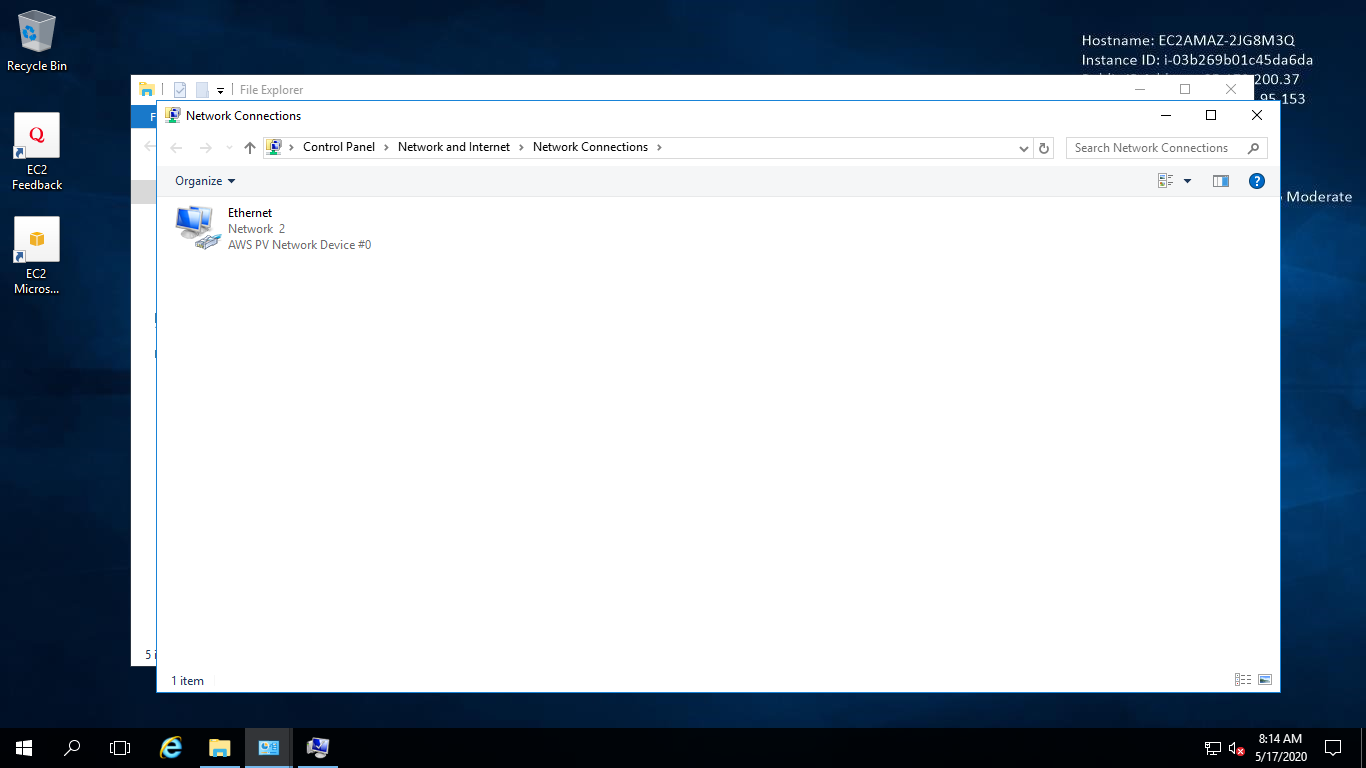 Recycle Bin
EC2
Feedback
EC2
Micros...
Hostname: EC2AMAZ-2JG8M3Q
Instance ID: i-03b269b01c45da6da
200.37
95.153
Moderate
File Explorer
Network Connections
Control Panel > Network and Internet > Network Connections >
Search Network Connections
Organize
Ethernet
Network 2
AWS PV Network Device #0
5
1 item
8:14 AM
5/17/2020